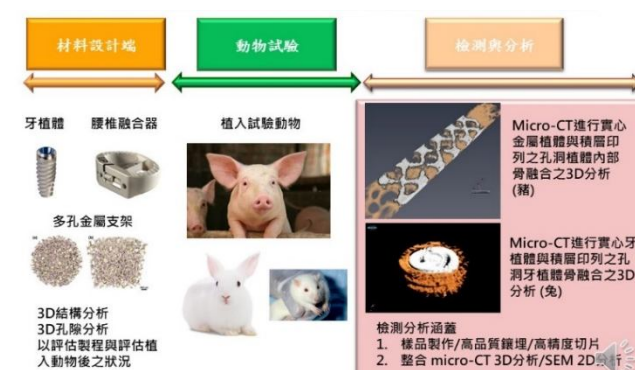 材料設計端
動物試驗
檢測與分析
牙植體
腰椎融合器
多孔金屬支架
3D結構分析
3D孔隙分析
以評估製程與評估植
入動物後之狀況
植入試驗動物
Micro-CT進行實心
金屬植體與積層印
列之孔洞植體內部
骨融合之3D分析
(豬)
Micro-CT進行實心牙
植體與積層印列之孔
洞牙植體骨融合之3D
分析 (兔)
檢測分析涵蓋
1. 樣品製作/高品質鑲埋/高精度切片
2. 整合 micro-CT 3D分析/SEM 2D分析